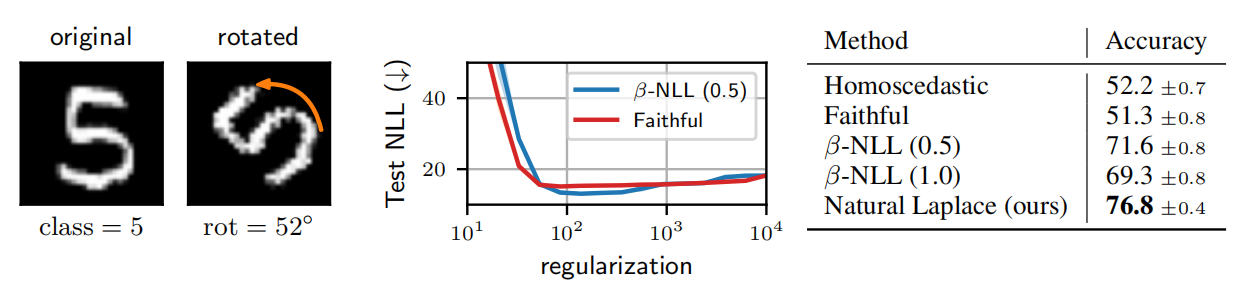 original
rotated
class = 5
rot = 52°
Test NLL (↓)
40
20
β-NLL (0.5)
Faithful
10¹
10²
10³
10⁴
regularization
Method Accuracy
Homoscedastic 52.2 ±0.7
Faithful 51.3 ±0.8
β-NLL (0.5) 71.6 ±0.8
β-NLL (1.0) 69.3 ±0.8
Natural Laplace (ours) 76.8 ±0.4